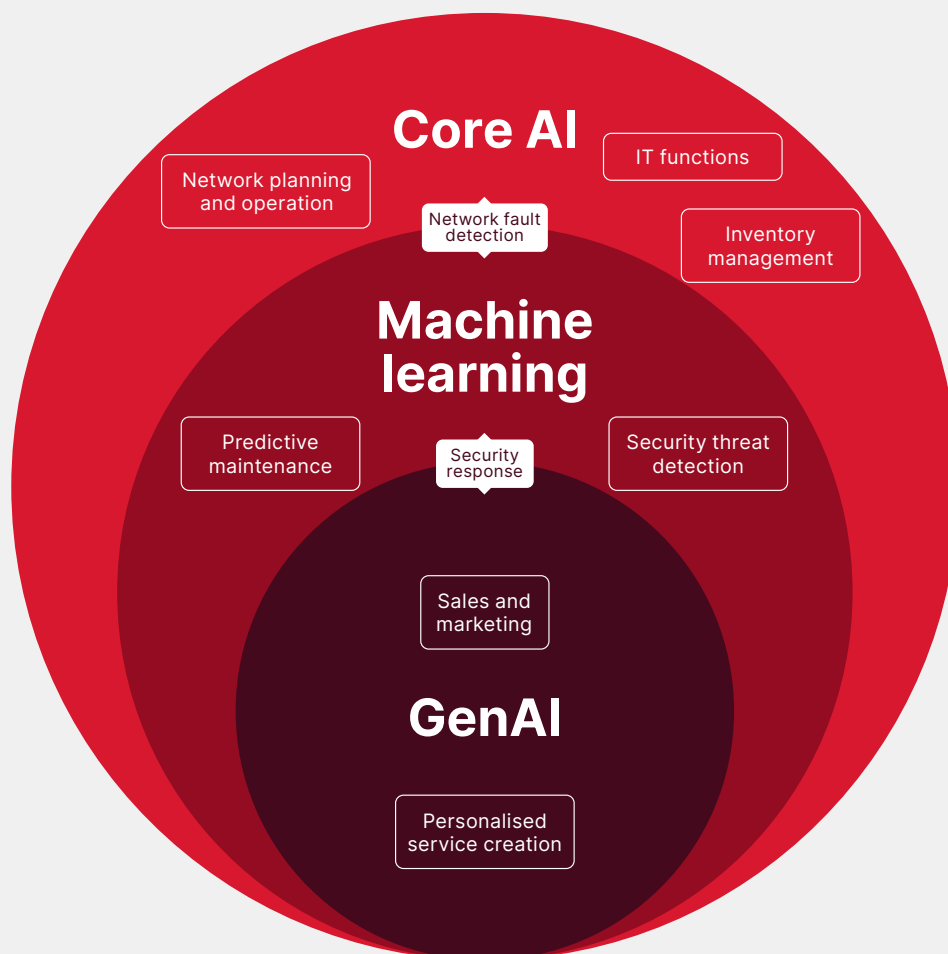 Core AI
IT functions
Network planning
and operation
Network fault
detection
Inventory
management
Machine
learning
Predictive
maintenance
Security
response
Security threat
detection
Sales and
marketing
GenAI
Personalised
service creation